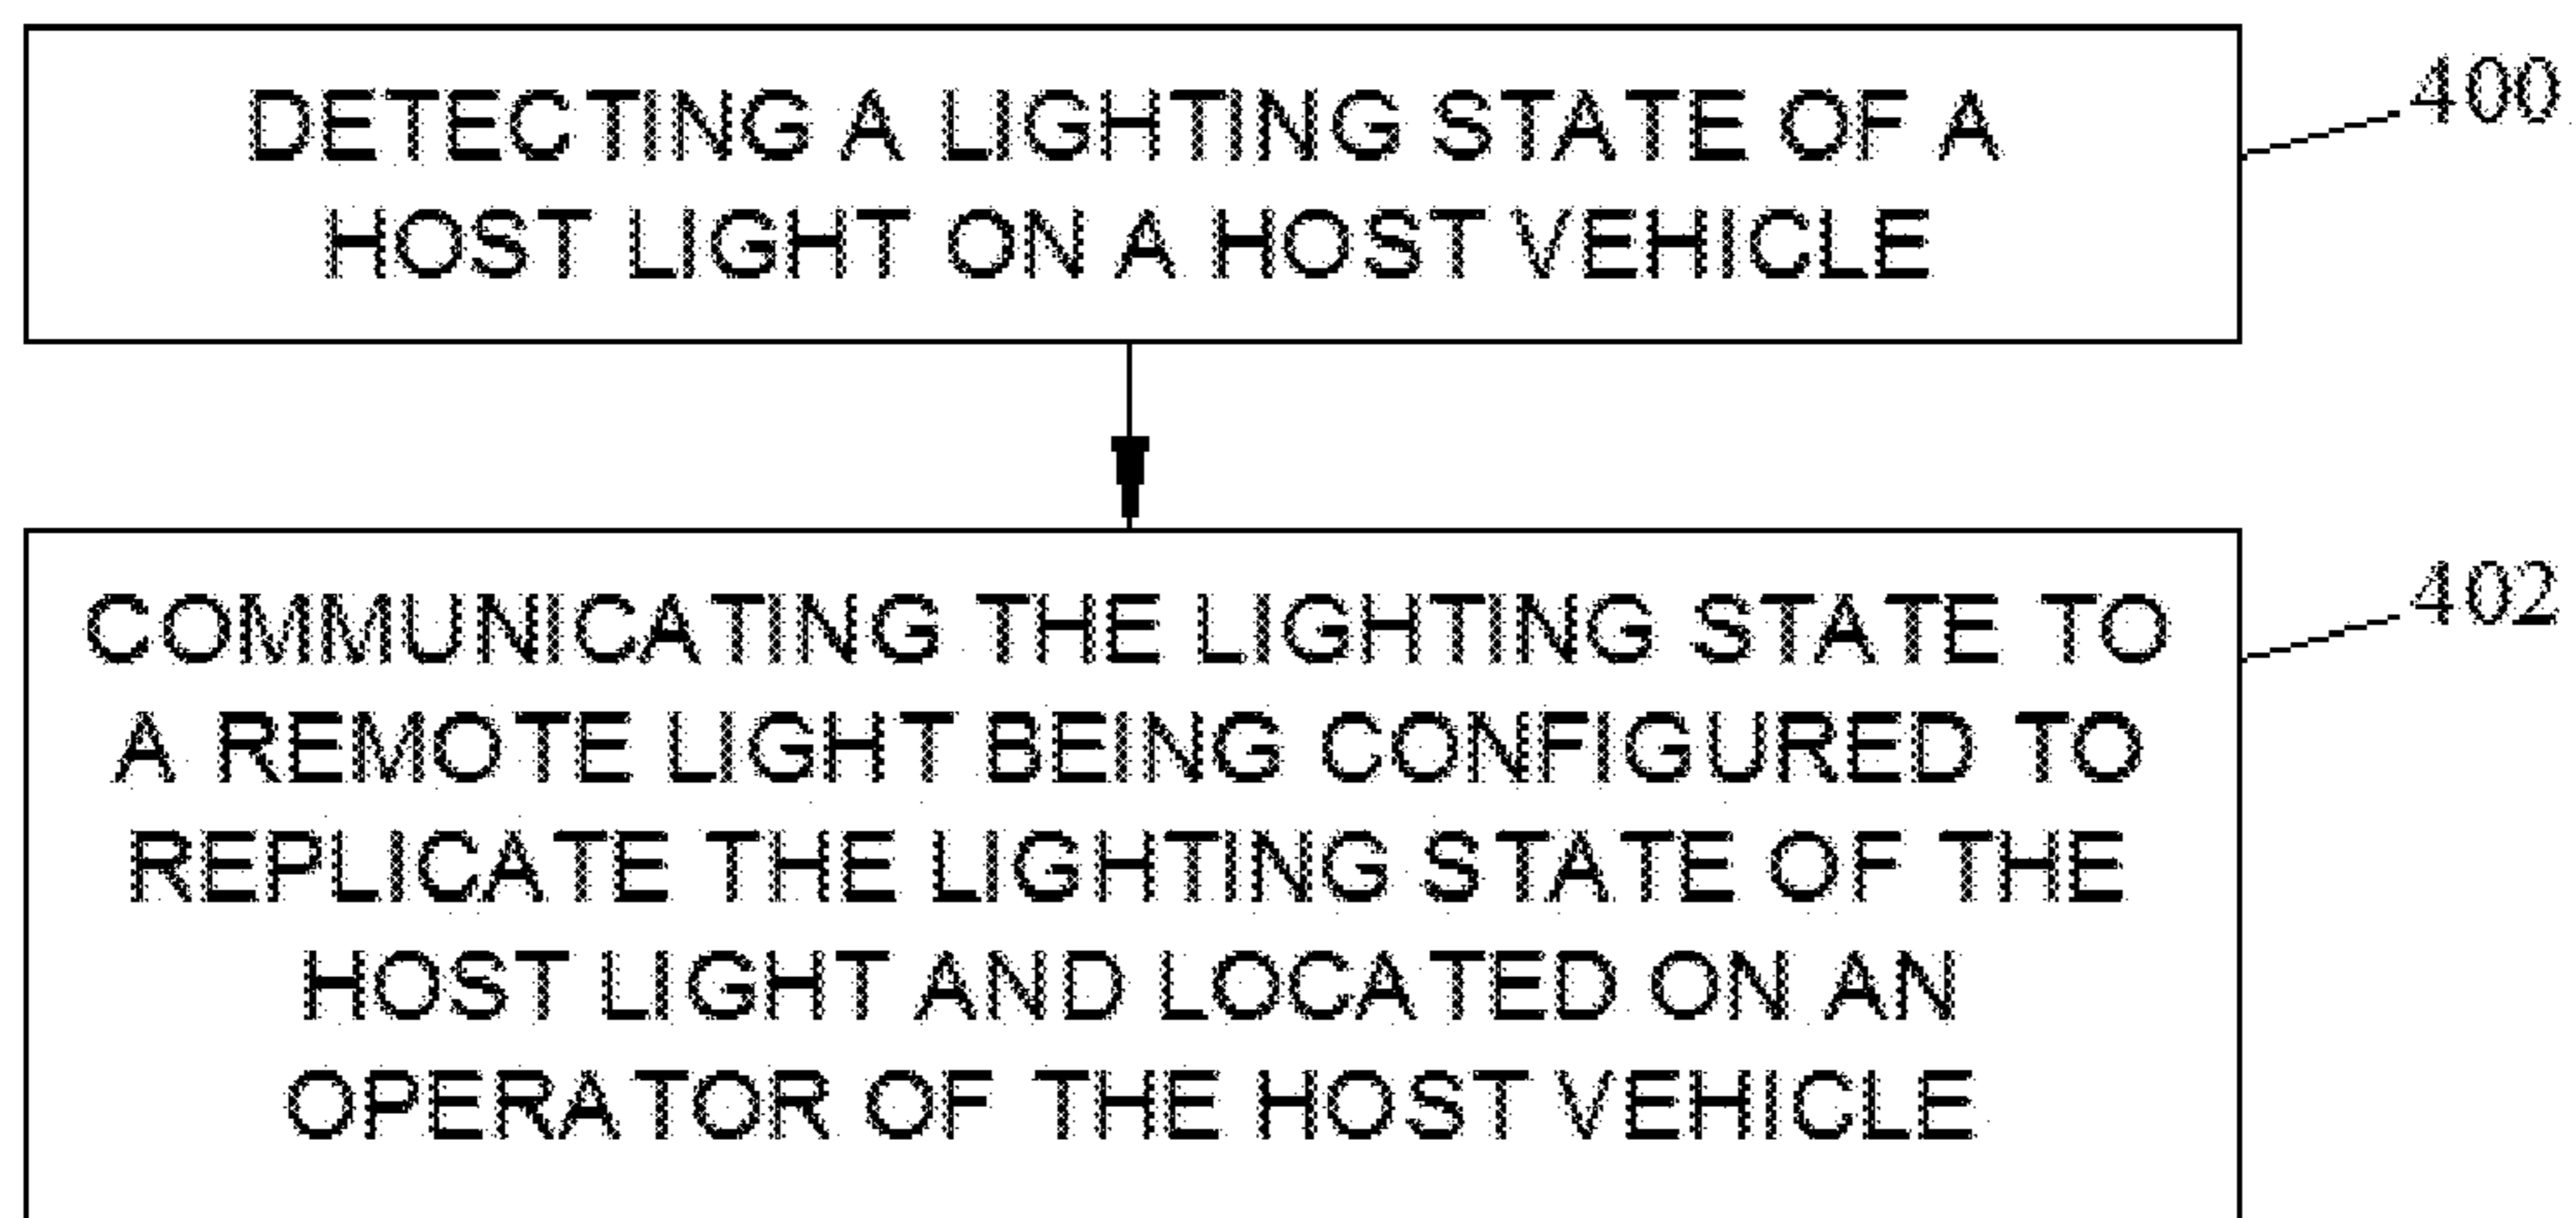 DETECTING A LIGHTING STATE OF A
HOST LIGHT ON A HOST VEHICLE
400
COMMUNICATING THE LIGHTING STATE TO
A REMOTE LIGHT BEING CONFIGURED TO
REPLICATE THE LIGHTING STATE OF THE
HOST LIGHT AND LOCATED ON AN
OPERATOR OF THE HOST VEHICLE
402